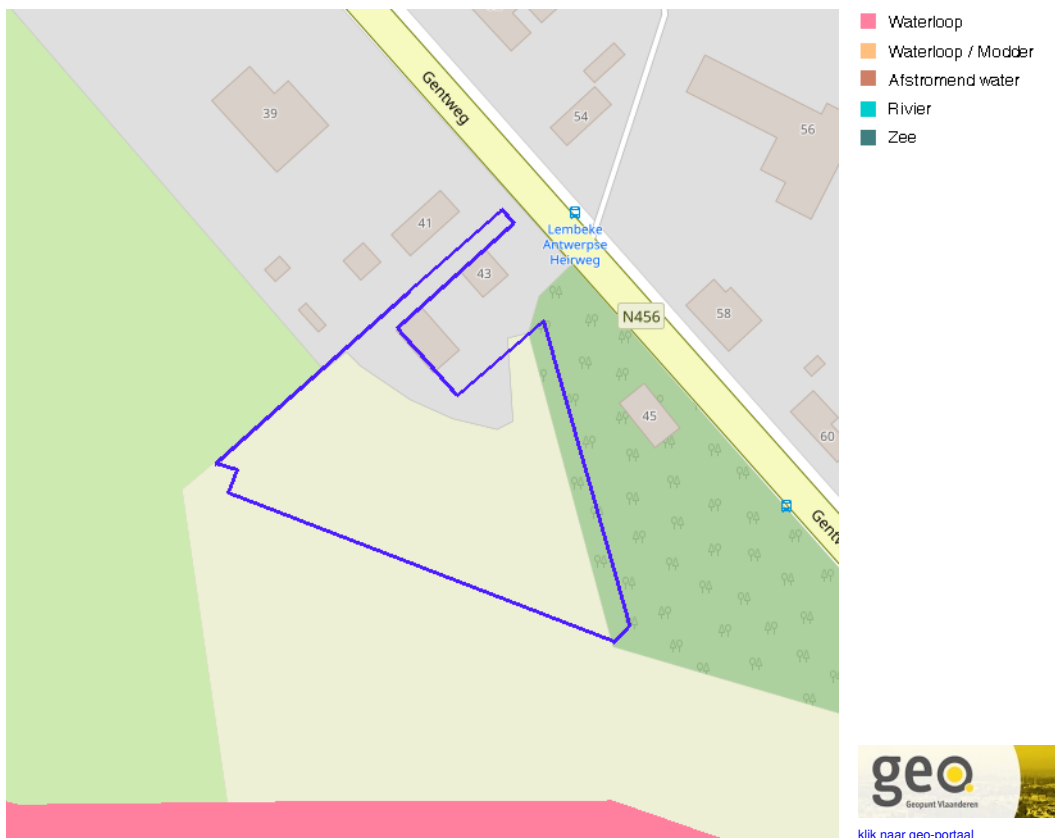 Waterloop
Waterloop / Modder
Afstromend water
Rivier
Zee
Gentweg
39
54
56
41
Lembeke
Antwerpse
Heirweg
43
N456
58
45
60
geo
Geopunt Vlaanderen
klik naar geo-portaal